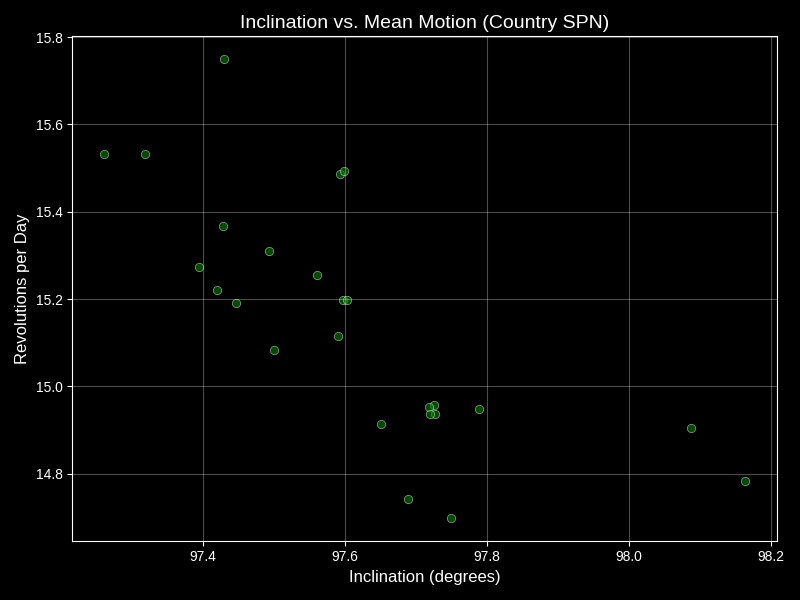 Inclination vs. Mean Motion (Country SPN)
15.8
15.6
15.4
15.2
15.0
14.8
Revolutions per Day
97.4 97.6 97.8 98.0 98.2
Inclination (degrees)